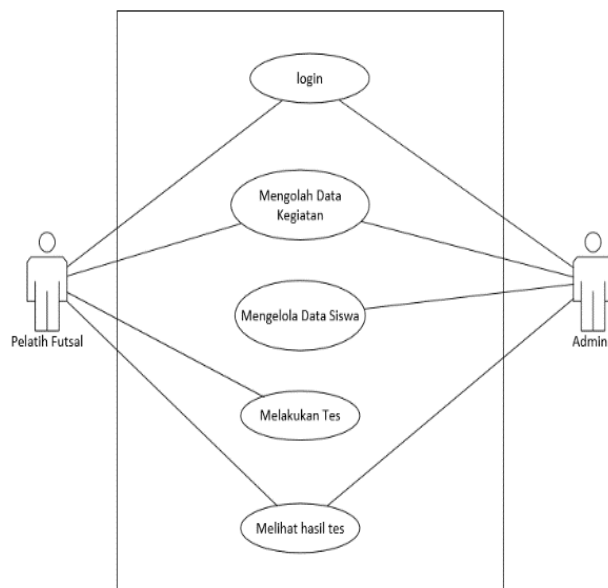 login
Mengolah Data
Kegiatan
Mengelola Data Siswa
Pelatih Futsal
Admin
Melakukan Tes
Melihat hasil tes